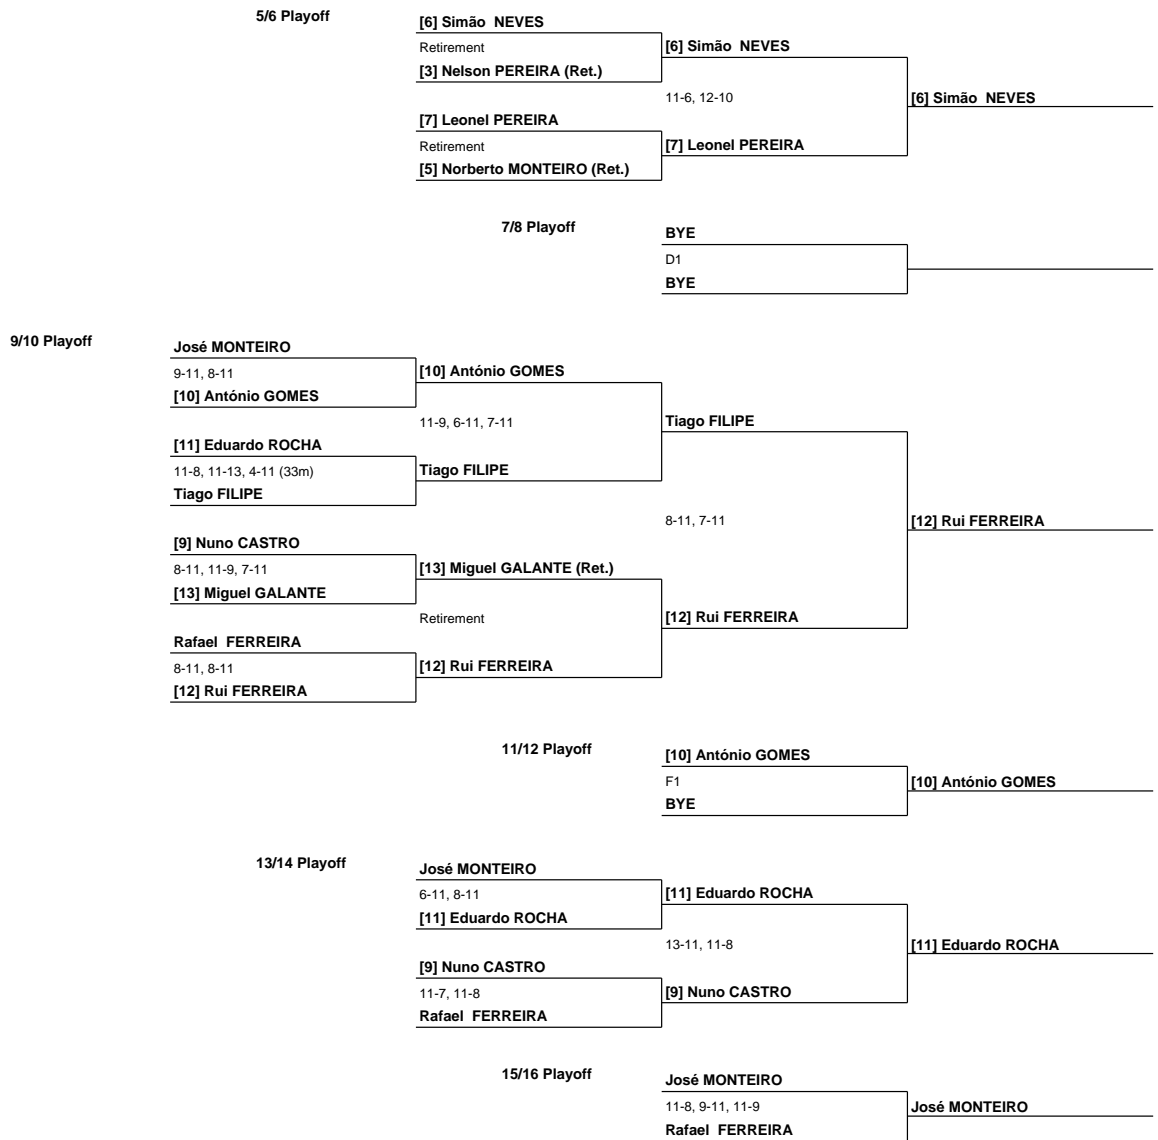 5/6 Playoff
[6] Simão  NEVES
Retirement
[6] Simão  NEVES
[3] Nelson PEREIRA (Ret.)
11-6, 12-10
[6] Simão  NEVES
[7] Leonel PEREIRA
Retirement
[7] Leonel PEREIRA
[5] Norberto MONTEIRO (Ret.)
7/8 Playoff
BYE
D1
BYE
9/10 Playoff
José MONTEIRO
9-11, 8-11
[10] António GOMES
[10] António GOMES
11-9, 6-11, 7-11
Tiago FILIPE
[11] Eduardo ROCHA
11-8, 11-13, 4-11 (33m)
Tiago FILIPE
Tiago FILIPE
8-11, 7-11
[12] Rui FERREIRA
[9] Nuno CASTRO
8-11, 11-9, 7-11
[13] Miguel GALANTE (Ret.)
[13] Miguel GALANTE
Retirement
[12] Rui FERREIRA
Rafael  FERREIRA
8-11, 8-11
[12] Rui FERREIRA
[12] Rui FERREIRA
11/12 Playoff
[10] António GOMES
F1
[10] António GOMES
BYE
13/14 Playoff
José MONTEIRO
6-11, 8-11
[11] Eduardo ROCHA
[11] Eduardo ROCHA
13-11, 11-8
[11] Eduardo ROCHA
[9] Nuno CASTRO
11-7, 11-8
[9] Nuno CASTRO
Rafael  FERREIRA
15/16 Playoff
José MONTEIRO
11-8, 9-11, 11-9
José MONTEIRO
Rafael  FERREIRA